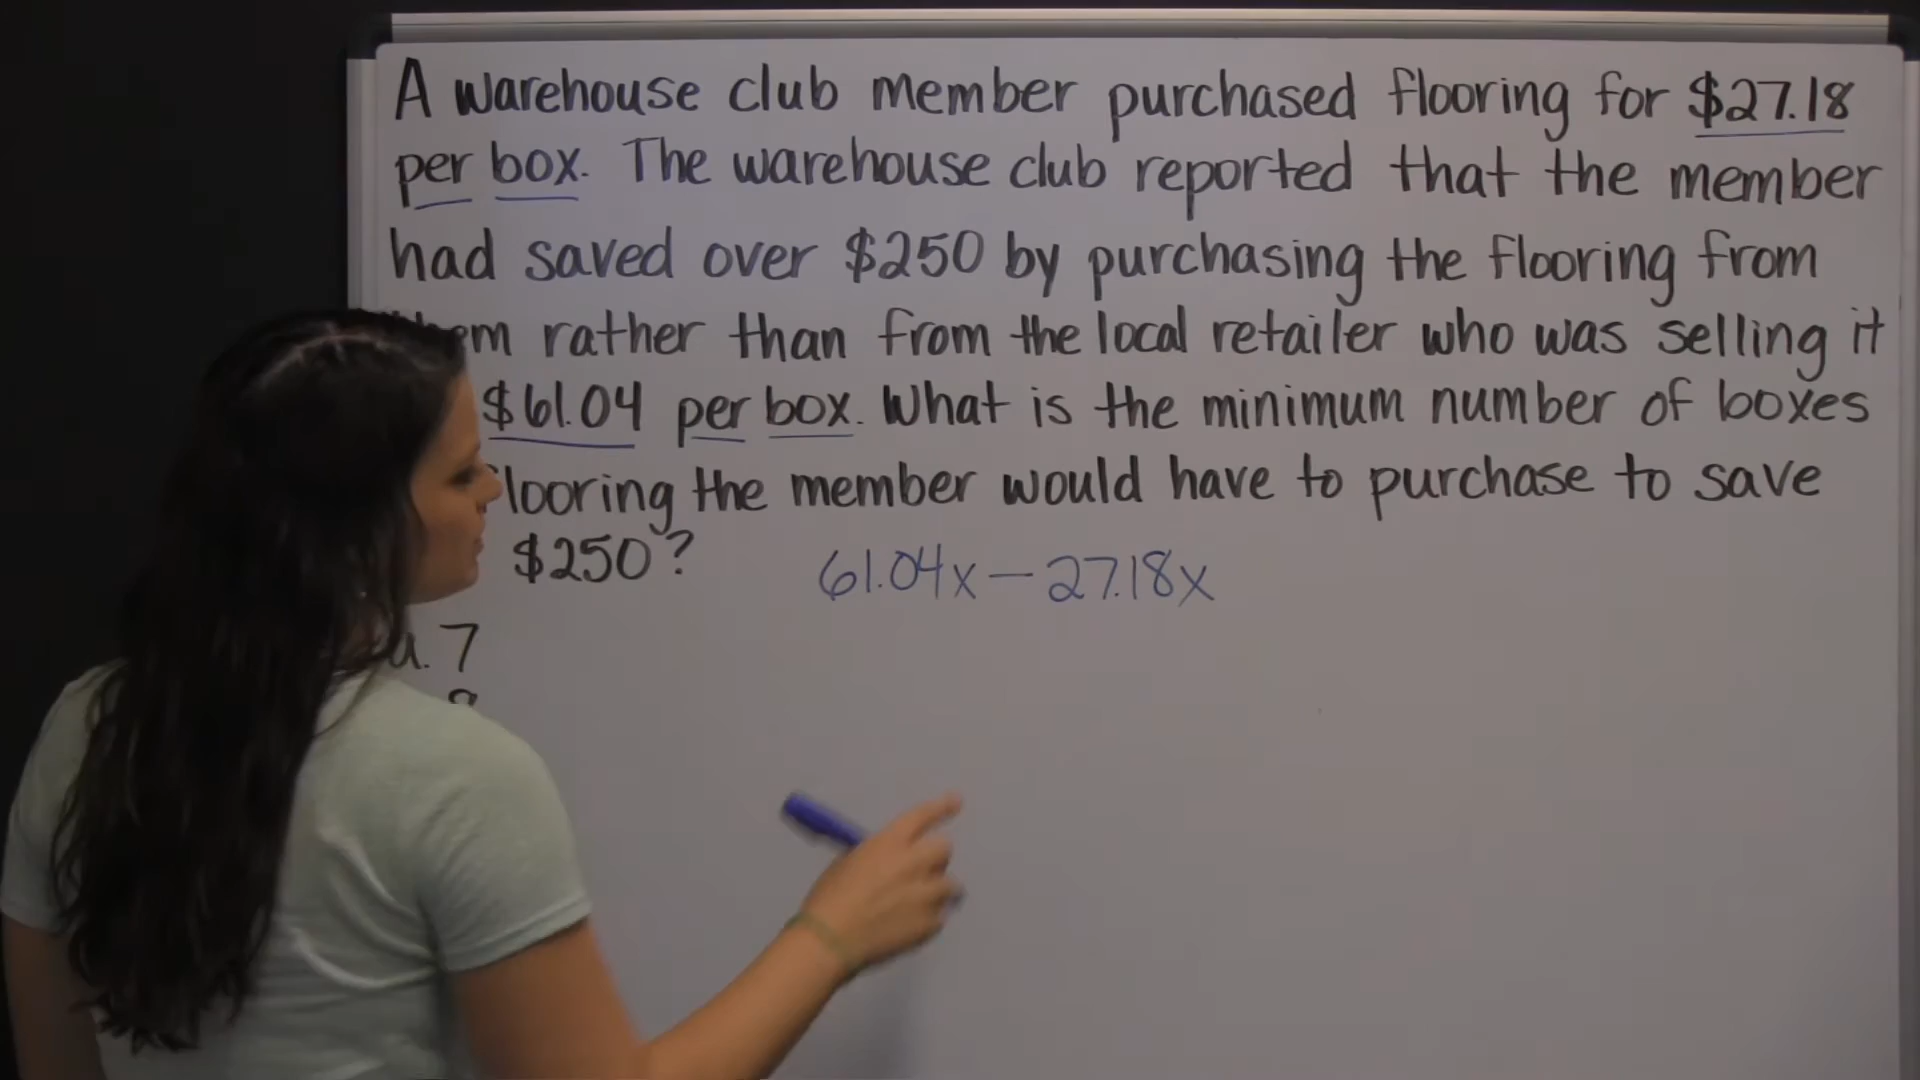 A warehouse club member purchased flooring for $27.18
per box. The warehouse club reported that the member
had saved over $250 by purchasing the flooring from
rather than from the local retailer who was selling it
$61.04 per box. What is the minimum number of boxes
looring the member would have to purchase to save
$250?
61.04x − 27.18x
a. 7
8